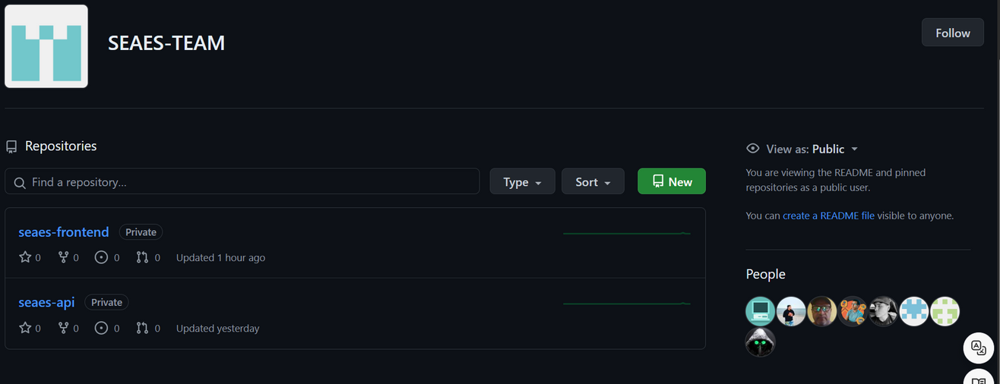 SEAES-TEAM
Follow
Repositories
Find a repository...
Type
Sort
New
seaes-frontend
Private
0
0
0
0
Updated 1 hour ago
seaes-api
Private
0
0
0
0
Updated yesterday
View as: Public
You are viewing the README and pinned
repositories as a public user.
You can create a README file visible to anyone.
People